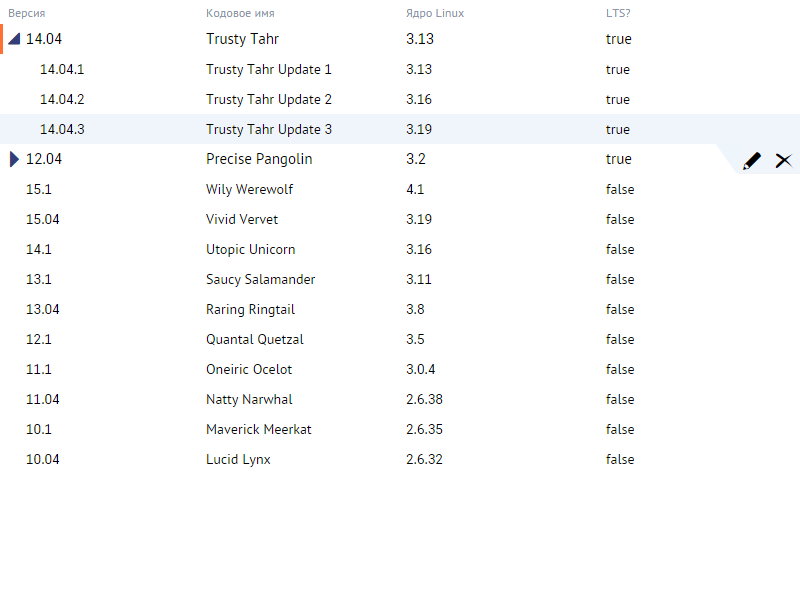 Версия Кодовое имя Ядро Linux LTS?
14.04 Trusty Tahr 3.13 true
14.04.1 Trusty Tahr Update 1 3.13 true
14.04.2 Trusty Tahr Update 2 3.16 true
14.04.3 Trusty Tahr Update 3 3.19 true
12.04 Precise Pangolin 3.2 true
15.1 Wily Werewolf 4.1 false
15.04 Vivid Vervet 3.19 false
14.1 Utopic Unicorn 3.16 false
13.1 Saucy Salamander 3.11 false
13.04 Raring Ringtail 3.8 false
12.1 Quantal Quetzal 3.5 false
11.1 Oneiric Ocelot 3.0.4 false
11.04 Natty Narwhal 2.6.38 false
10.1 Maverick Meerkat 2.6.35 false
10.04 Lucid Lynx 2.6.32 false